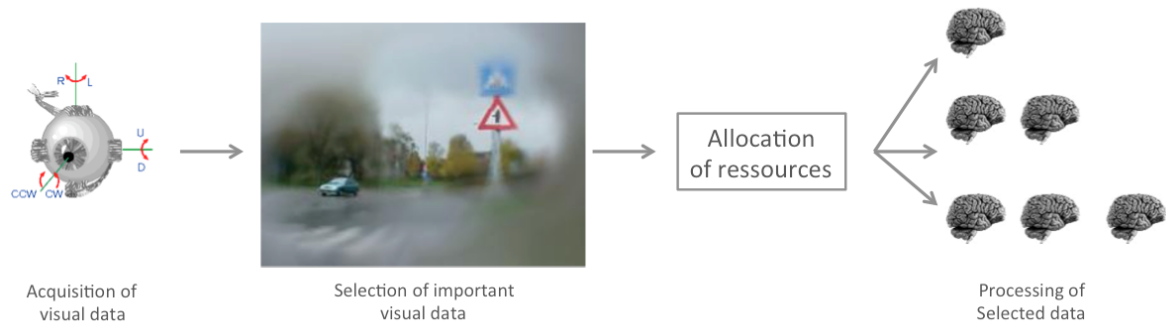 R L
U
D
CCW CW
Acquisition of
visual data
Selection of important
visual data
Allocation
of ressources
Processing of
Selected data